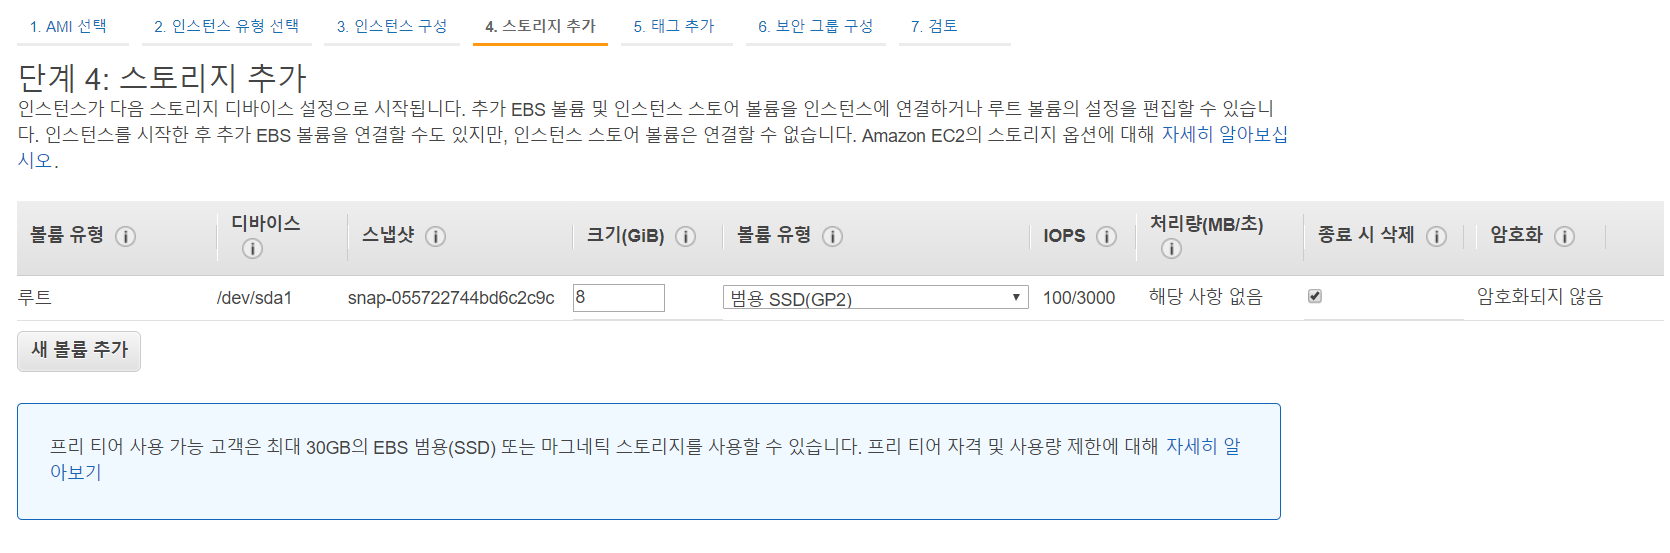 1. AMI 선택 2. 인스턴스 유형 선택 3. 인스턴스 구성 4. 스토리지 추가 5. 태그 추가 6. 보안 그룹 구성 7. 검토
단계 4: 스토리지 추가
인스턴스가 다음 스토리지 디바이스 설정으로 시작됩니다. 추가 EBS 볼륨 및 인스턴스 스토어 볼륨을 인스턴스에 연결하거나 루트 볼륨의 설정을 편집할 수 있습니
다. 인스턴스를 시작한 후 추가 EBS 볼륨을 연결할 수도 있지만, 인스턴스 스토어 볼륨은 연결할 수 없습니다. Amazon EC2의 스토리지 옵션에 대해 자세히 알아보십
시오.
볼륨 유형 디바이스 스냅샷 크기(GiB) 볼륨 유형 IOPS 처리량(MB/초) 종료 시 삭제 암호화
루트 /dev/sda1 snap-055722744bd6c2c9c 8 범용 SSD(GP2) 100/3000 해당 사항 없음 암호화되지 않음
새 볼륨 추가
프리 티어 사용 가능 고객은 최대 30GB의 EBS 범용(SSD) 또는 마그네틱 스토리지를 사용할 수 있습니다. 프리 티어 자격 및 사용량 제한에 대해 자세히 알
아보기